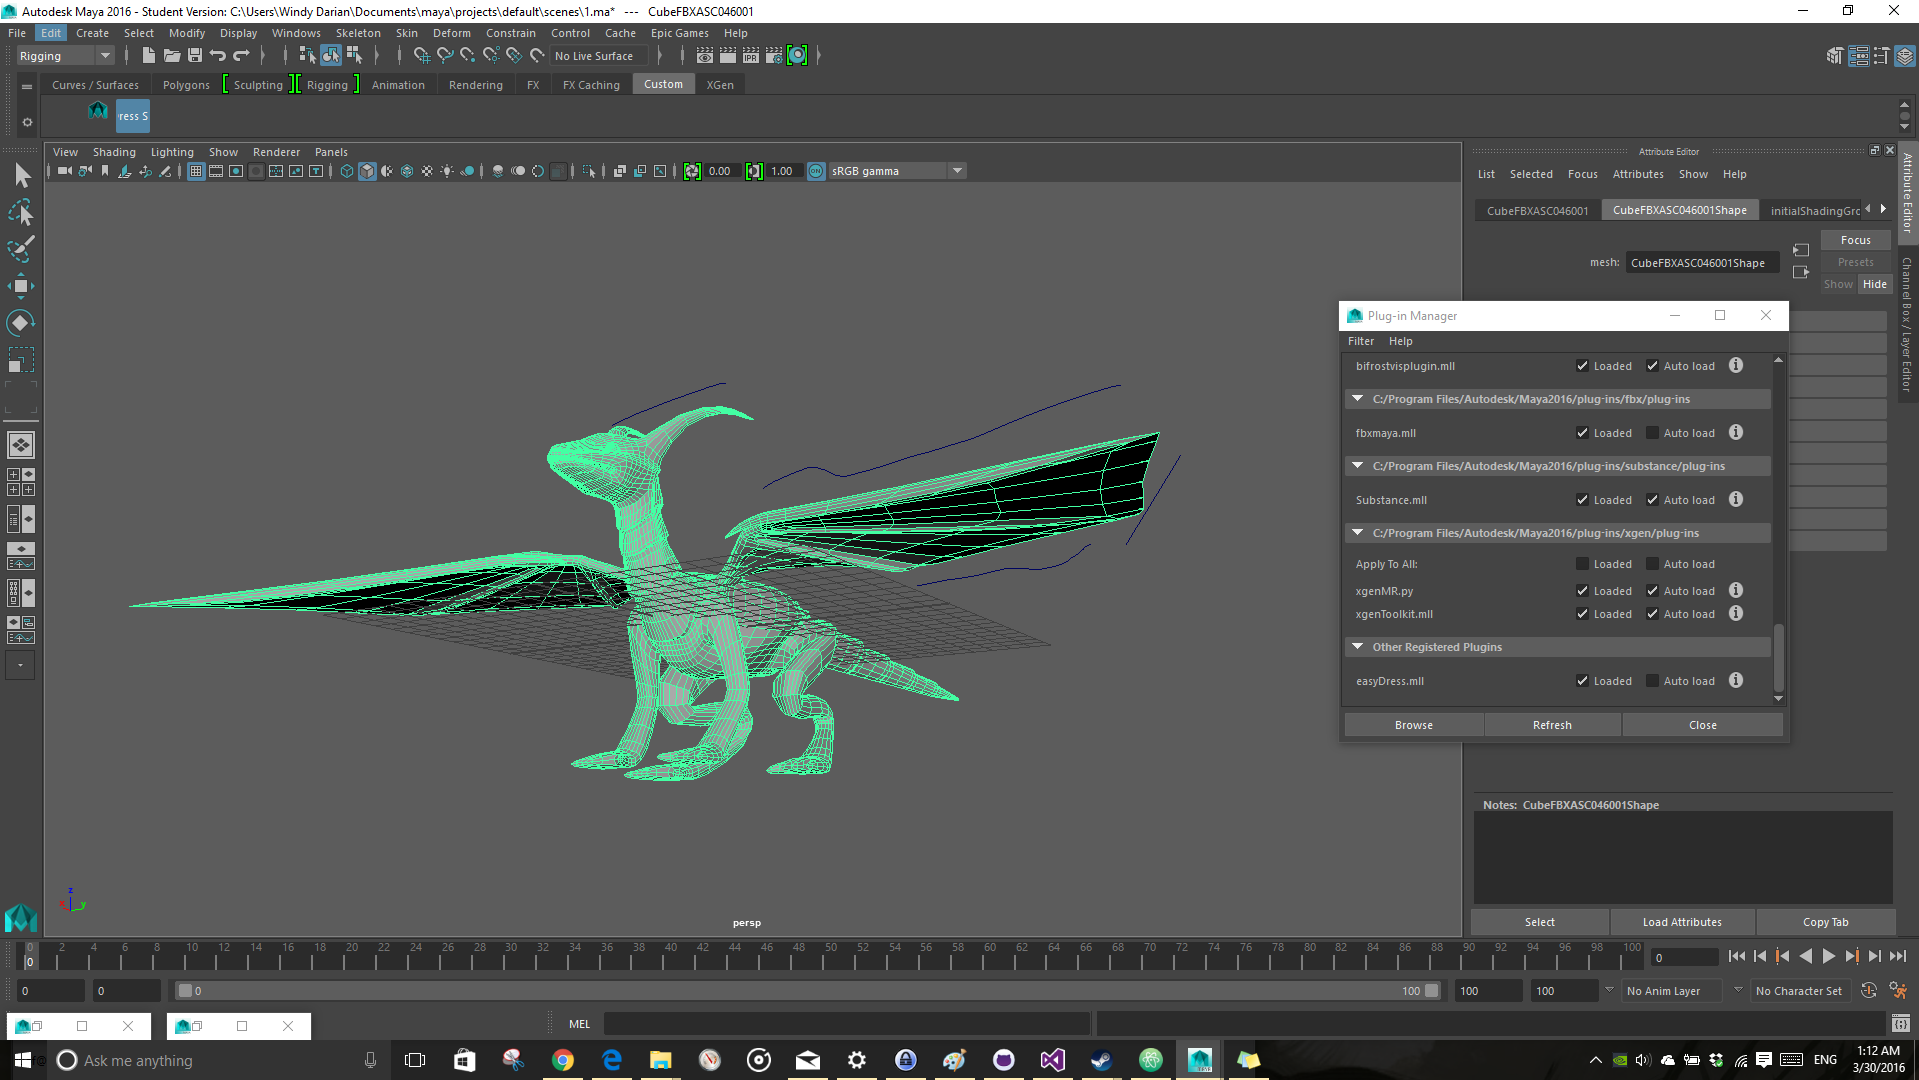 Autodesk Maya 2016 - Student Version: C:\Users\Windy Darian\Documents\maya\projects\default\scenes\1.ma*   ---   CubeFBXASC046001
File Edit Create Select Modify Display Windows Skeleton Skin Deform Constrain Control Cache Epic Games Help
Rigging No Live Surface IPR
Curves / Surfaces Polygons Sculpting Rigging Animation Rendering FX FX Caching Custom XGen
ress S
View Shading Lighting Show Renderer Panels
0.00 1.00 ON sRGB gamma
persp
z
x y
Attribute Editor
List Selected Focus Attributes Show Help
CubeFBXASC046001 CubeFBXASC046001Shape initialShadingGrc
Focus
mesh: CubeFBXASC046001Shape Presets
Show Hide
Attribute Editor
Channel Box / Layer Editor
Plug-in Manager
Filter Help
bifrostvisplugin.mll Loaded Auto load
C:/Program Files/Autodesk/Maya2016/plug-ins/fbx/plug-ins
fbxmaya.mll Loaded Auto load
C:/Program Files/Autodesk/Maya2016/plug-ins/substance/plug-ins
Substance.mll Loaded Auto load
C:/Program Files/Autodesk/Maya2016/plug-ins/xgen/plug-ins
Apply To All: Loaded Auto load
xgenMR.py Loaded Auto load
xgenToolkit.mll Loaded Auto load
Other Registered Plugins
easyDress.mll Loaded Auto load
Browse Refresh Close
Notes: CubeFBXASC046001Shape
Select Load Attributes Copy Tab
0 2 4 6 8 10 12 14 16 18 20 22 24 26 28 30 32 34 36 38 40 42 44 46 48 50 52 54 56 58 60 62 64 66 68 70 72 74 76 78 80 82 84 86 88 90 92 94 96 98 100
0 0
0 0 0 100 100 100 No Anim Layer No Character Set
MEL
Ask me anything
ENG
1:12 AM
3/30/2016